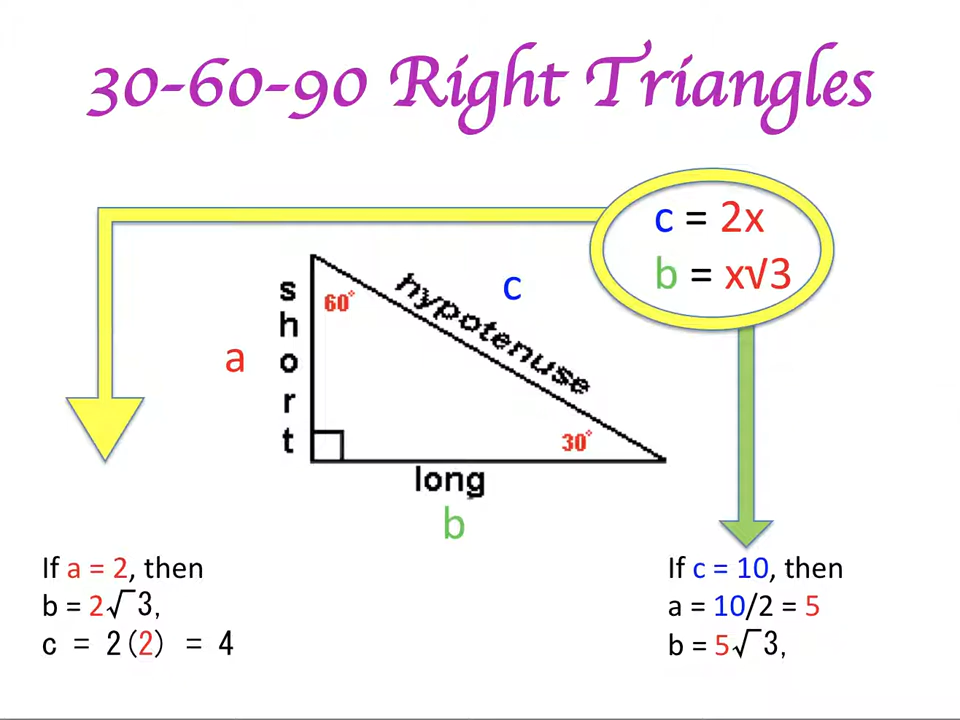 30-60-90 Right Triangles
c = 2x
b = x√3
short
60°
hypotenuse
c
a
30°
long
b
If a = 2, then
b = 2√3,
c = 2(2) = 4
If c = 10, then
a = 10/2 = 5
b = 5√3,